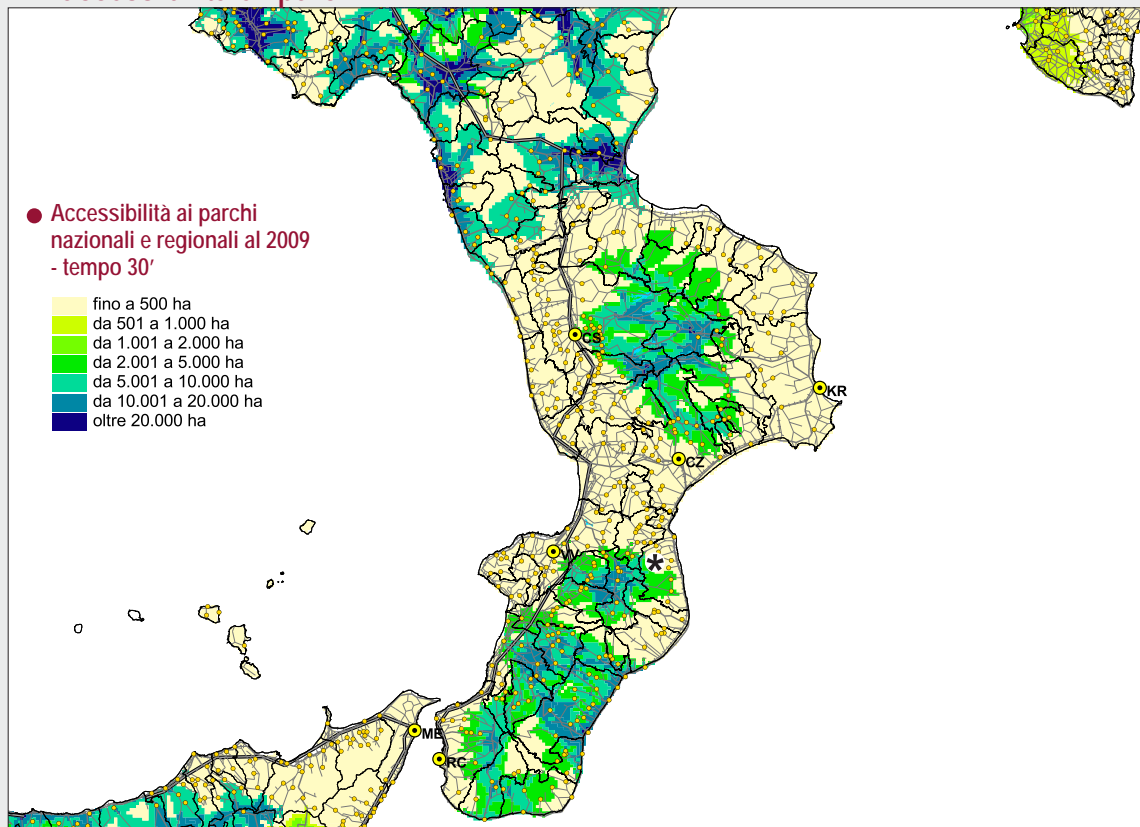 ● Accessibilità ai parchi
nazionali e regionali al 2009
- tempo 30’
fino a 500 ha
da 501 a 1.000 ha
da 1.001 a 2.000 ha
da 2.001 a 5.000 ha
da 5.001 a 10.000 ha
da 10.001 a 20.000 ha
oltre 20.000 ha
CS
KR
CZ
VV
*
ME
RC